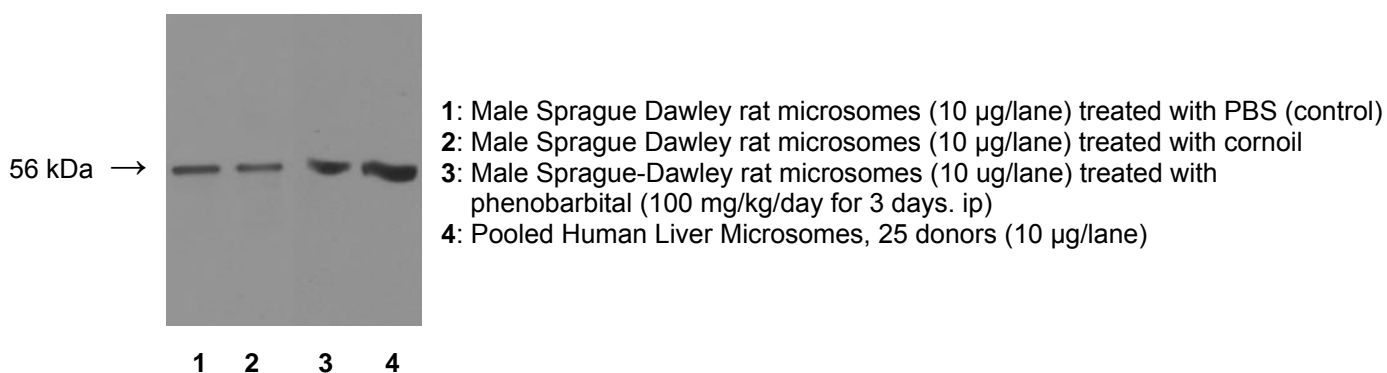 56 kDa →
1: Male Sprague Dawley rat microsomes (10 µg/lane) treated with PBS (control)
2: Male Sprague Dawley rat microsomes (10 µg/lane) treated with cornoil
3: Male Sprague-Dawley rat microsomes (10 ug/lane) treated with
phenobarbital (100 mg/kg/day for 3 days. ip)
4: Pooled Human Liver Microsomes, 25 donors (10 µg/lane)
1 2 3 4